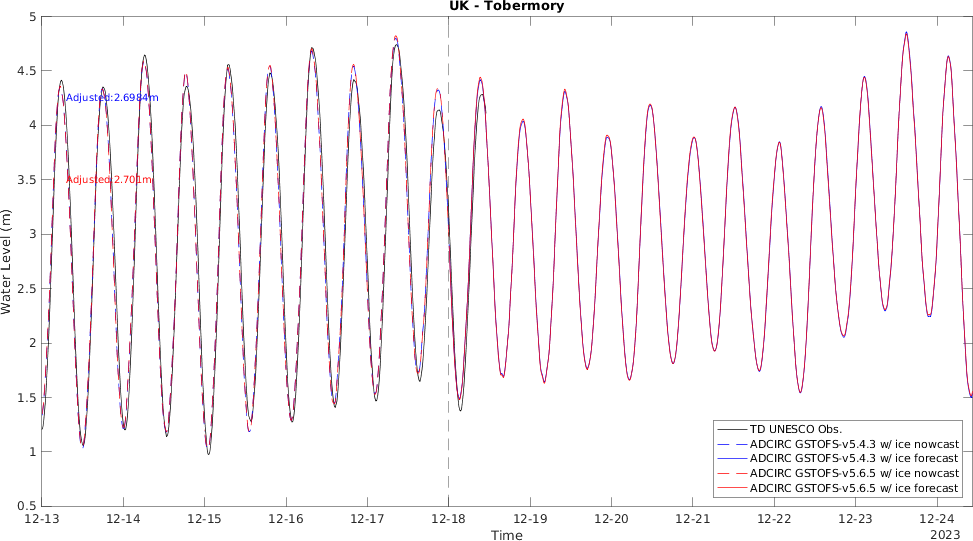 UK - Tobermory
Water Level (m)
5
4.5
4
3.5
3
2.5
2
1.5
1
0.5
Adjusted:2.6984m
Adjusted:2.701m
TD UNESCO Obs.
ADCIRC GSTOFS-v5.4.3 w/ ice nowcast
ADCIRC GSTOFS-v5.4.3 w/ ice forecast
ADCIRC GSTOFS-v5.6.5 w/ ice nowcast
ADCIRC GSTOFS-v5.6.5 w/ ice forecast
12-13 12-14 12-15 12-16 12-17 12-18 12-19 12-20 12-21 12-22 12-23 12-24
Time
2023